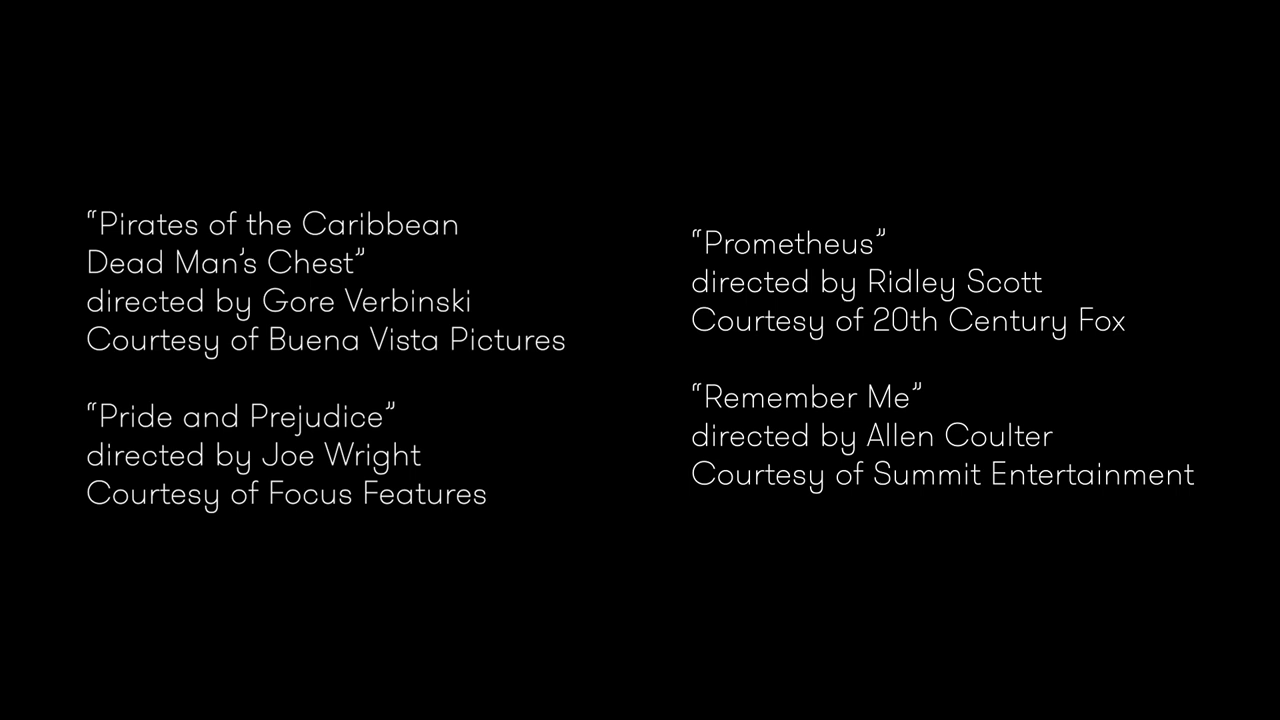 “Pirates of the Caribbean
Dead Man’s Chest”
directed by Gore Verbinski
Courtesy of Buena Vista Pictures
“Pride and Prejudice”
directed by Joe Wright
Courtesy of Focus Features
“Prometheus”
directed by Ridley Scott
Courtesy of 20th Century Fox
“Remember Me”
directed by Allen Coulter
Courtesy of Summit Entertainment